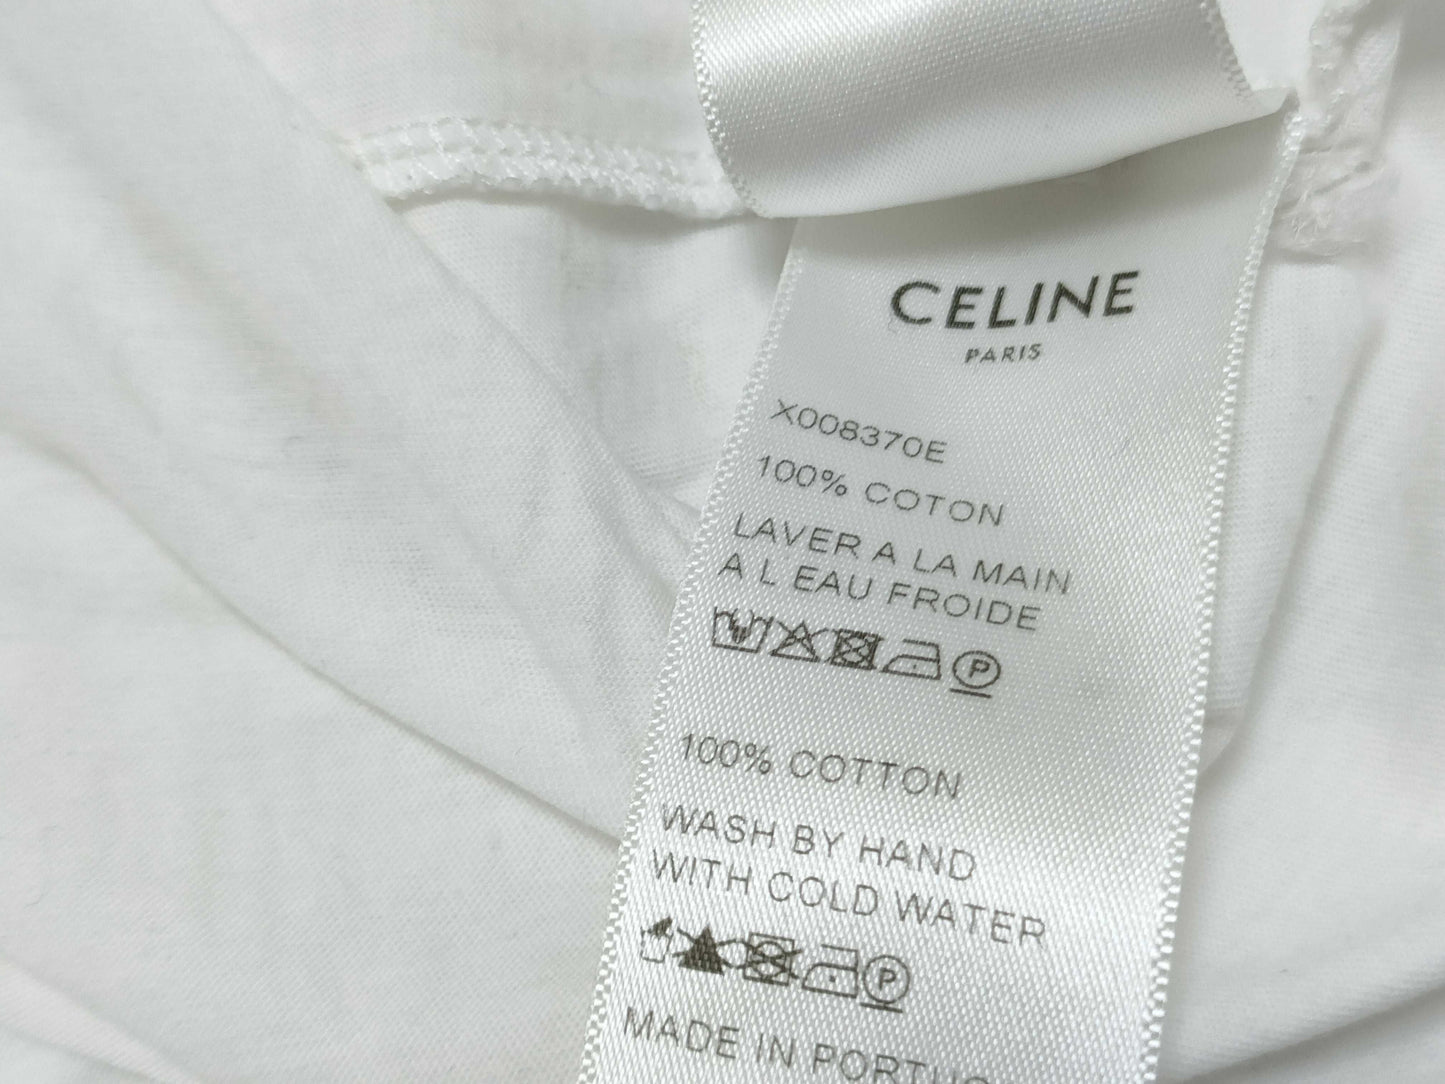 CELINE
PARIS
X008370E
100% COTON
LAVER A LA MAIN
A L EAU FROIDE
P
100% COTTON
WASH BY HAND
WITH COLD WATER
P
MADE IN